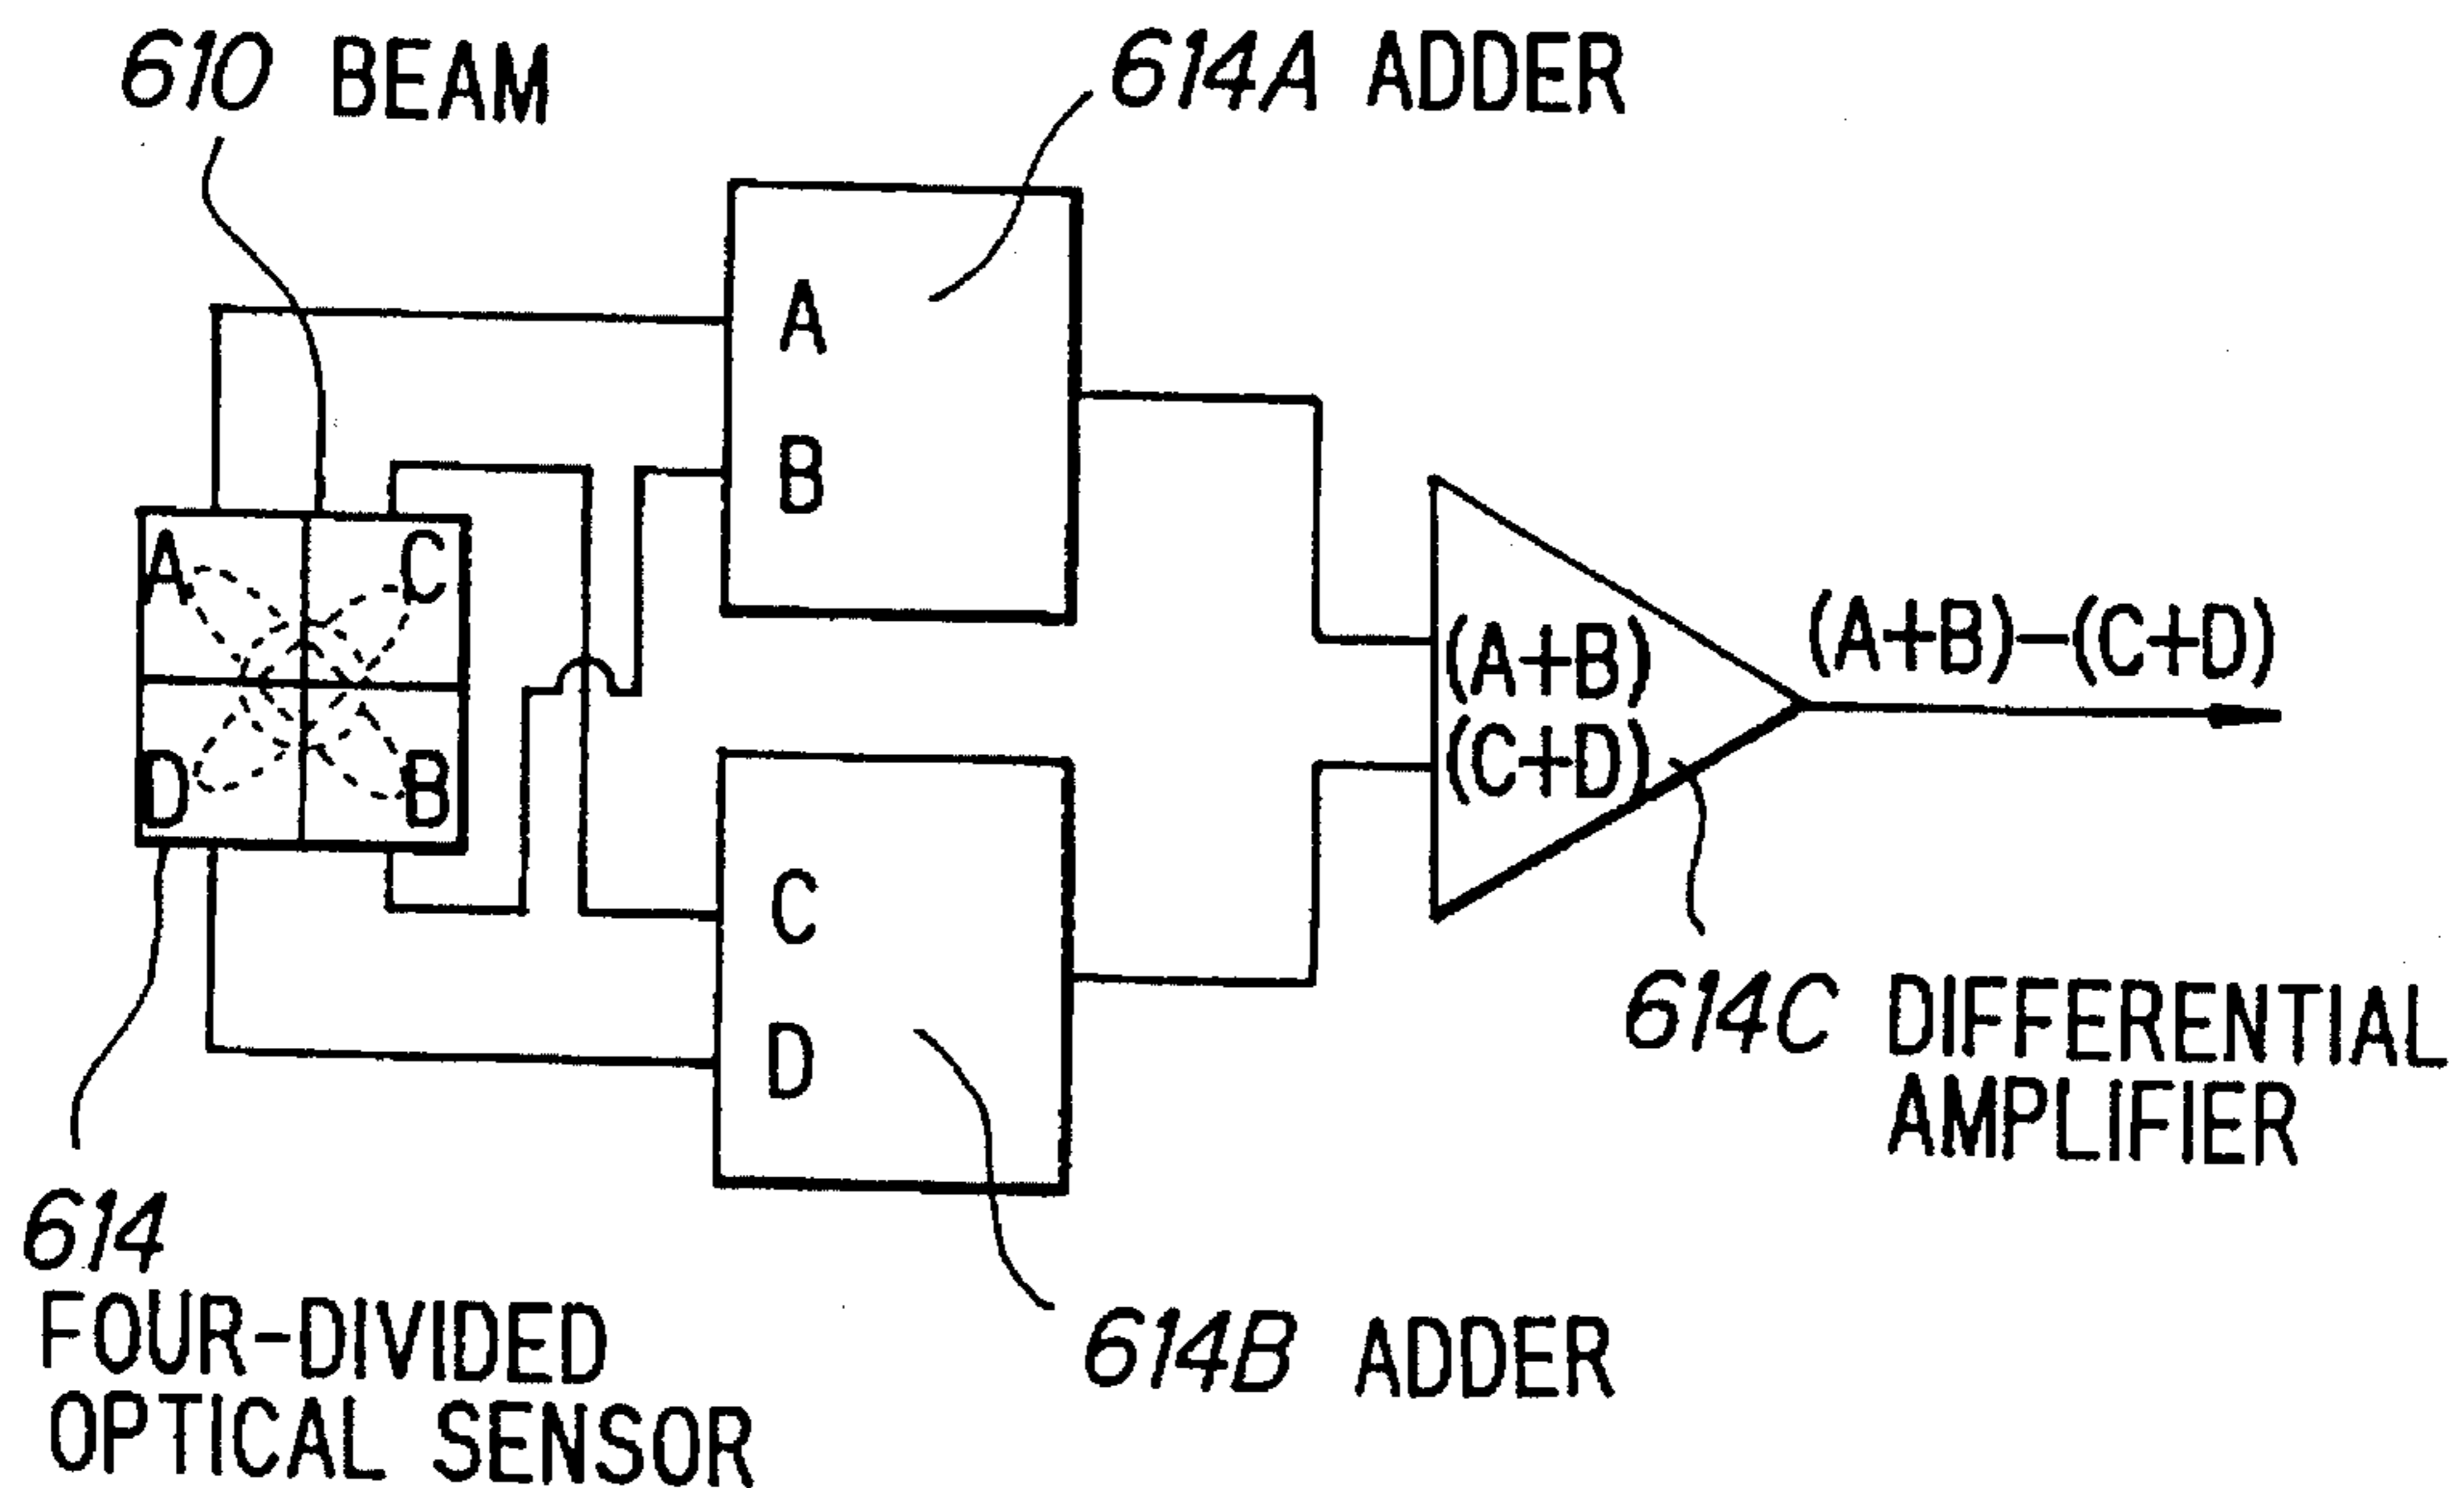 610 BEAM
614A ADDER
A
B
A
C
D
B
(A+B)
(C+D)
(A+B)-(C+D)
C
D
614C DIFFERENTIAL
AMPLIFIER
614
FOUR-DIVIDED
OPTICAL SENSOR
614B ADDER